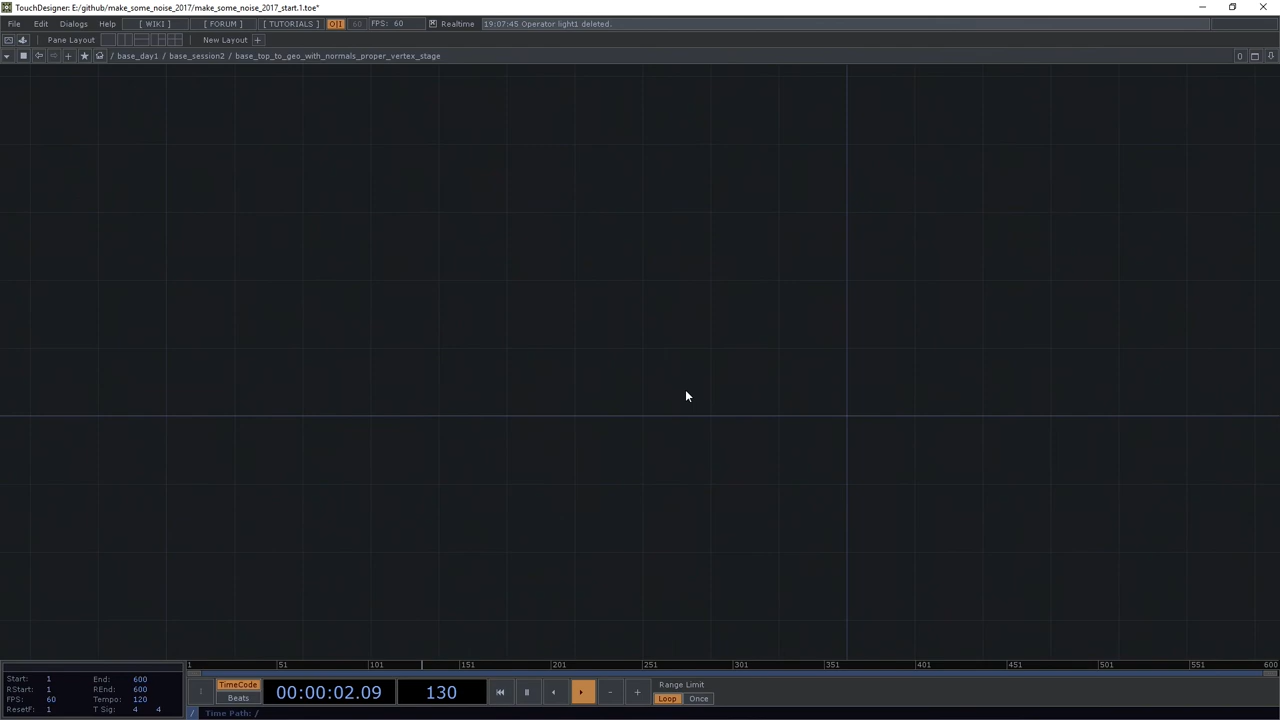 TouchDesigner: E:/github/make_some_noise_2017/make_some_noise_2017_start.1.toe*
File Edit Dialogs Help [ WIKI ] [ FORUM ] [ TUTORIALS ] O|I 60 FPS: 60 Realtime 19:07:45 Operator light1 deleted.
Pane Layout New Layout +
/ base_day1 / base_session2 / base_top_to_geo_with_normals_proper_vertex_stage 0
1 51 101 151 201 251 301 351 401 451 501 551 600
Start: 1 End: 600
RStart: 1 REnd: 600
FPS: 60 Tempo: 120
ResetF: 1 T Sig: 4 4
TimeCode
Beats
00:00:02.09 130
Range Limit
Loop Once
/ Time Path: /